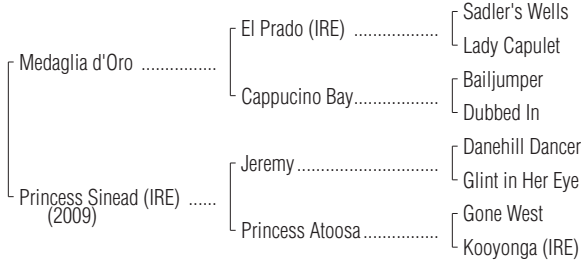 Sadler's Wells
El Prado (IRE) ..................
Lady Capulet
Medaglia d'Oro ................
Bailjumper
Cappucino Bay..................
Dubbed In
Danehill Dancer
Jeremy..............................
Glint in Her Eye
Princess Sinead (IRE) ......
(2009)
Gone West
Princess Atoosa................
Kooyonga (IRE)